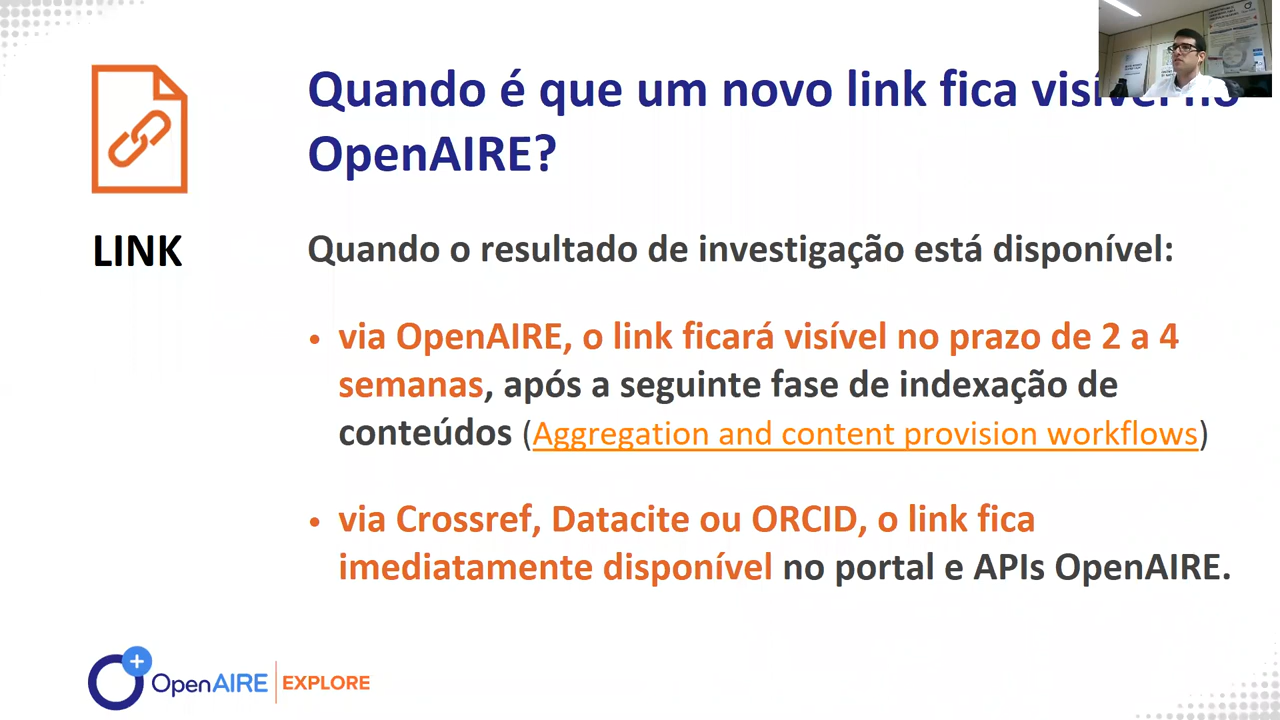 Quando é que um novo link fica visível no
OpenAIRE?
LINK
Quando o resultado de investigação está disponível:
• via OpenAIRE, o link ficará visível no prazo de 2 a 4
semanas, após a seguinte fase de indexação de
conteúdos (Aggregation and content provision workflows)
• via Crossref, Datacite ou ORCID, o link fica
imediatamente disponível no portal e APIs OpenAIRE.
OpenAIRE | EXPLORE